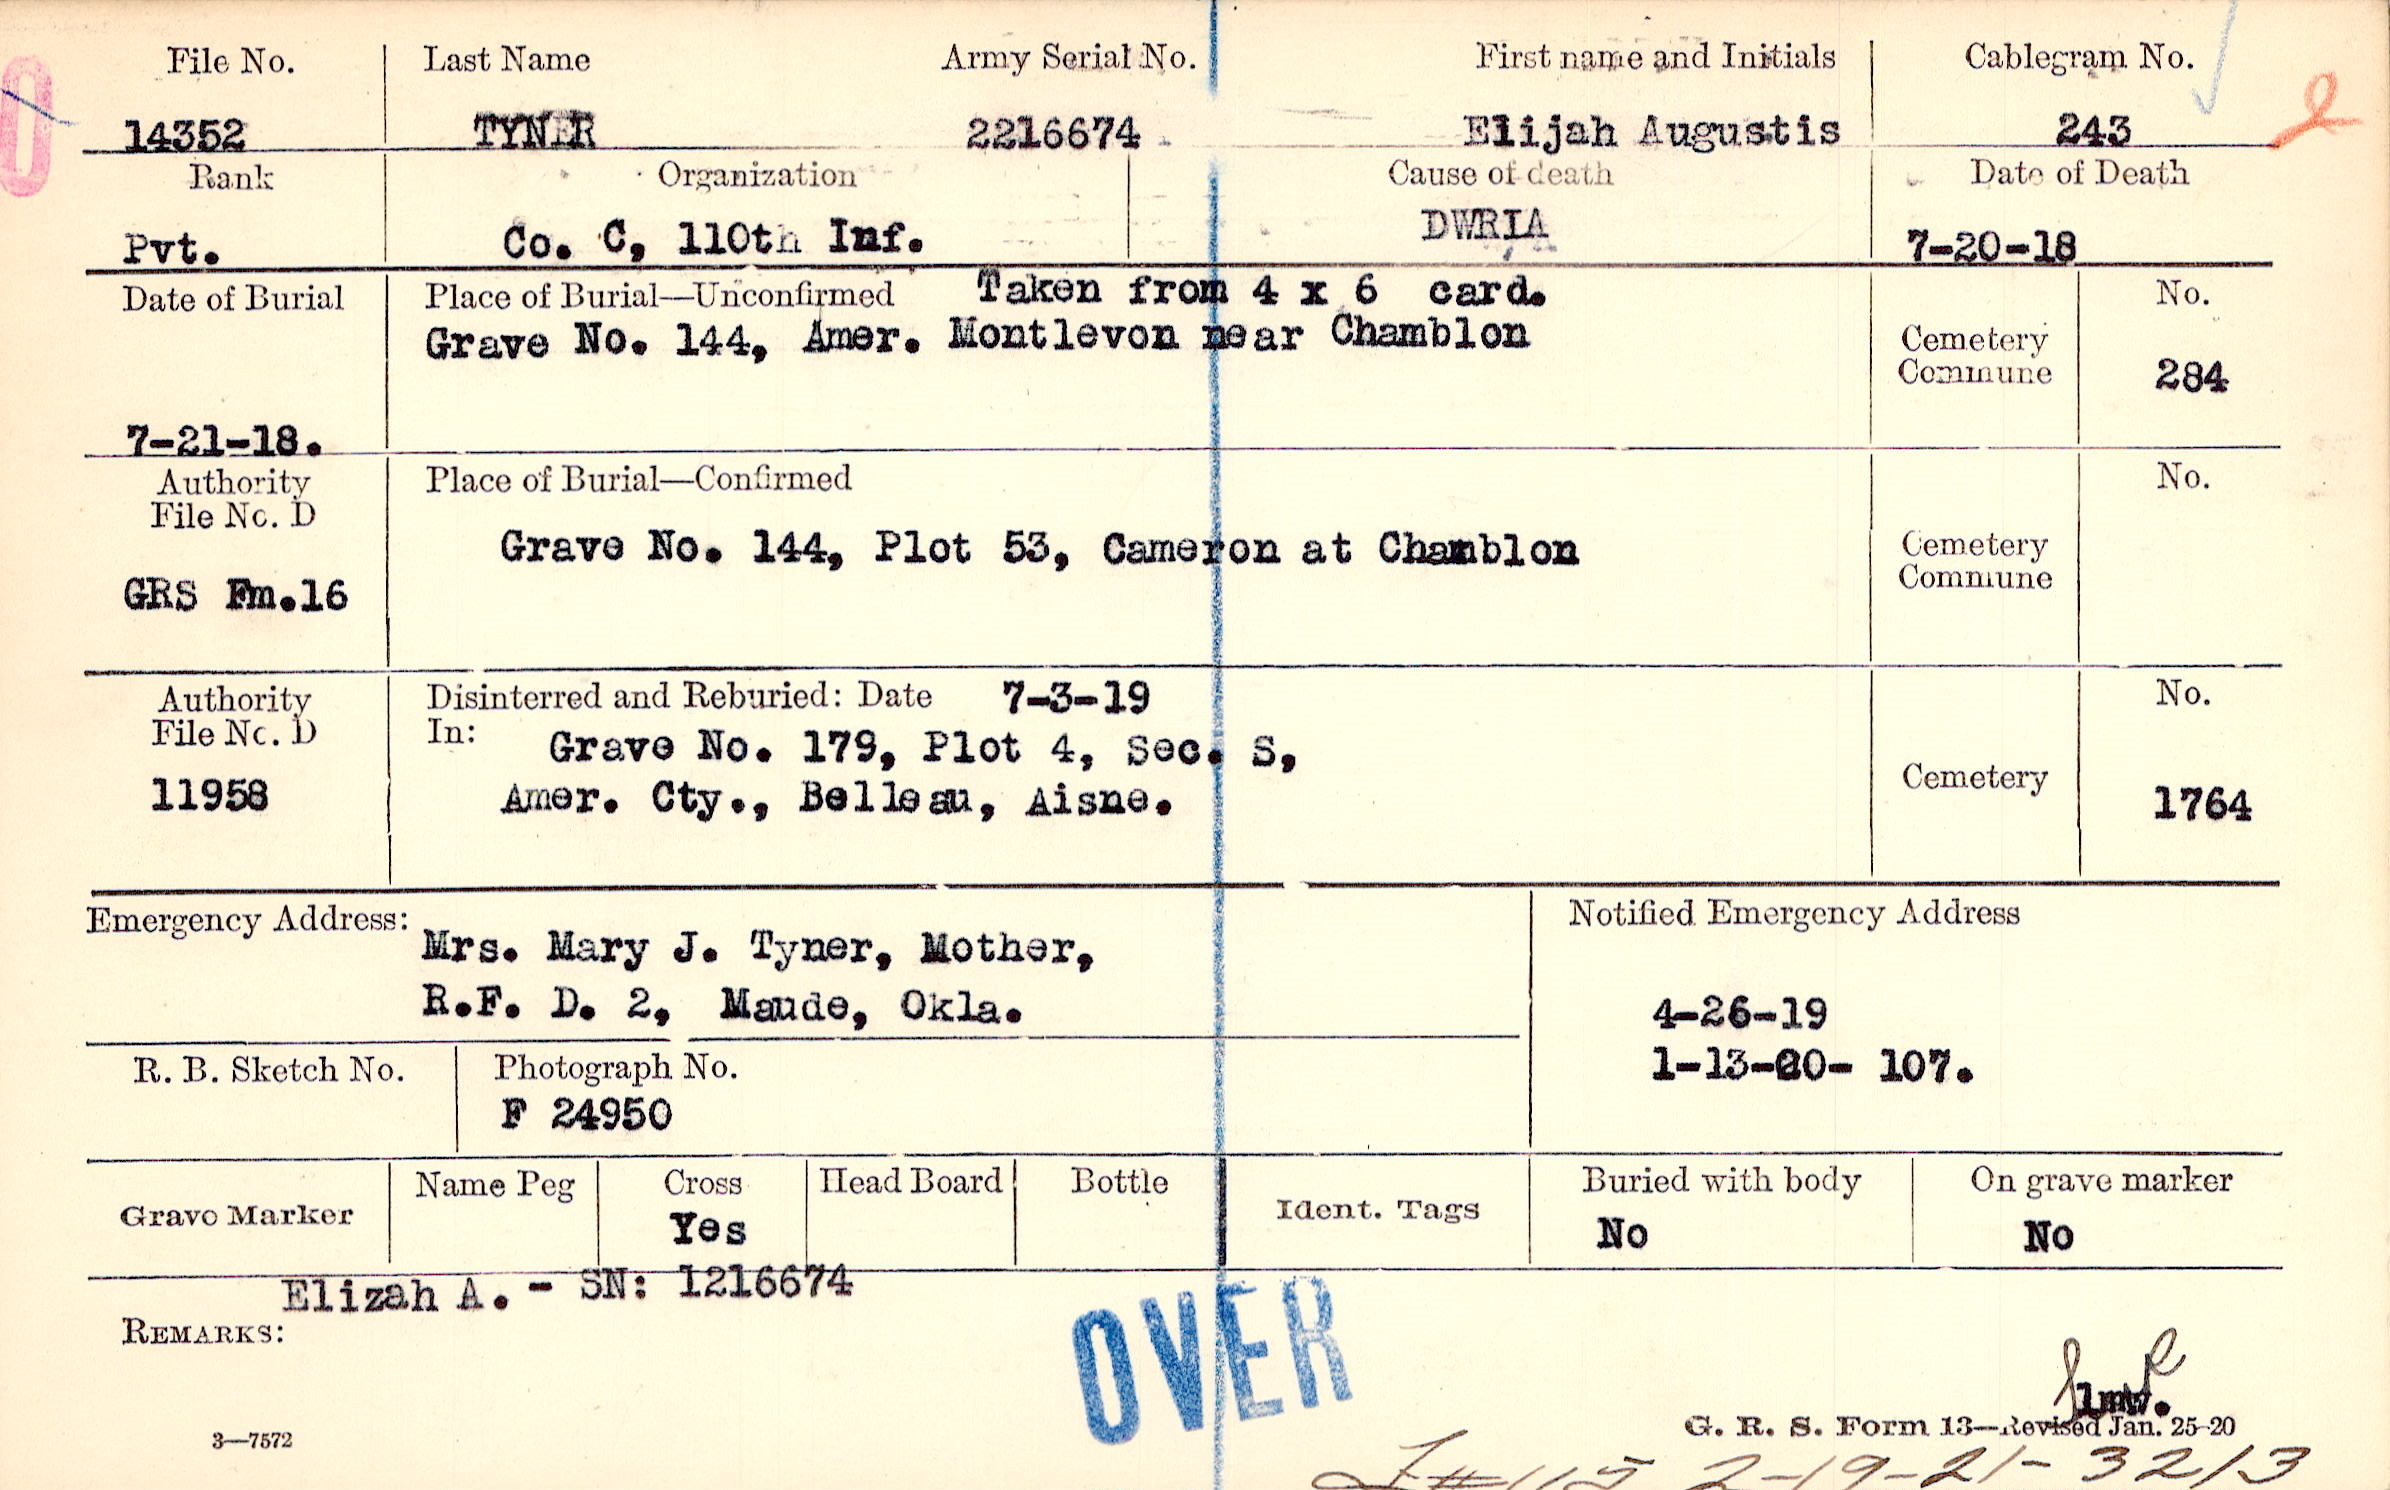 File No. Last Name Army Serial No. First name and Initials Cablegram No.
14352 TYNER 2216674 Elijah Augustis 243
Rank Organization Cause of death Date of Death
Pvt. Co. C, 110th Inf. DWRIA 7-20-18
Date of Burial Place of Burial—Unconfirmed Taken from 4 x 6 card. No.
Grave No. 144, Amer. Montlevon near Chamblon Cemetery
Commune 284
7-21-18.
Authority Place of Burial—Confirmed No.
File No. D
Grave No. 144, Plot 53, Cameron at Chamblon Cemetery
GRS Fm.16 Commune
Authority Disinterred and Reburied: Date 7-3-19 No.
File No. D In: Grave No. 179, Plot 4, Sec. S,
11958 Amer. Cty., Belleau, Aisne. Cemetery 1764
Emergency Address: Notified Emergency Address
Mrs. Mary J. Tyner, Mother,
R.F. D. 2, Maude, Okla. 4-26-19
R. B. Sketch No. Photograph No. 1-13-20- 107.
F 24950
Grave Marker Name Peg Cross Head Board Bottle Ident. Tags Buried with body On grave marker
Yes No No
Elizah A. - SN: 1216674
REMARKS:
OVER
lmw.
3—7572 G. R. S. Form 13—Revised Jan. 25-20
#115 2-19-21-3213